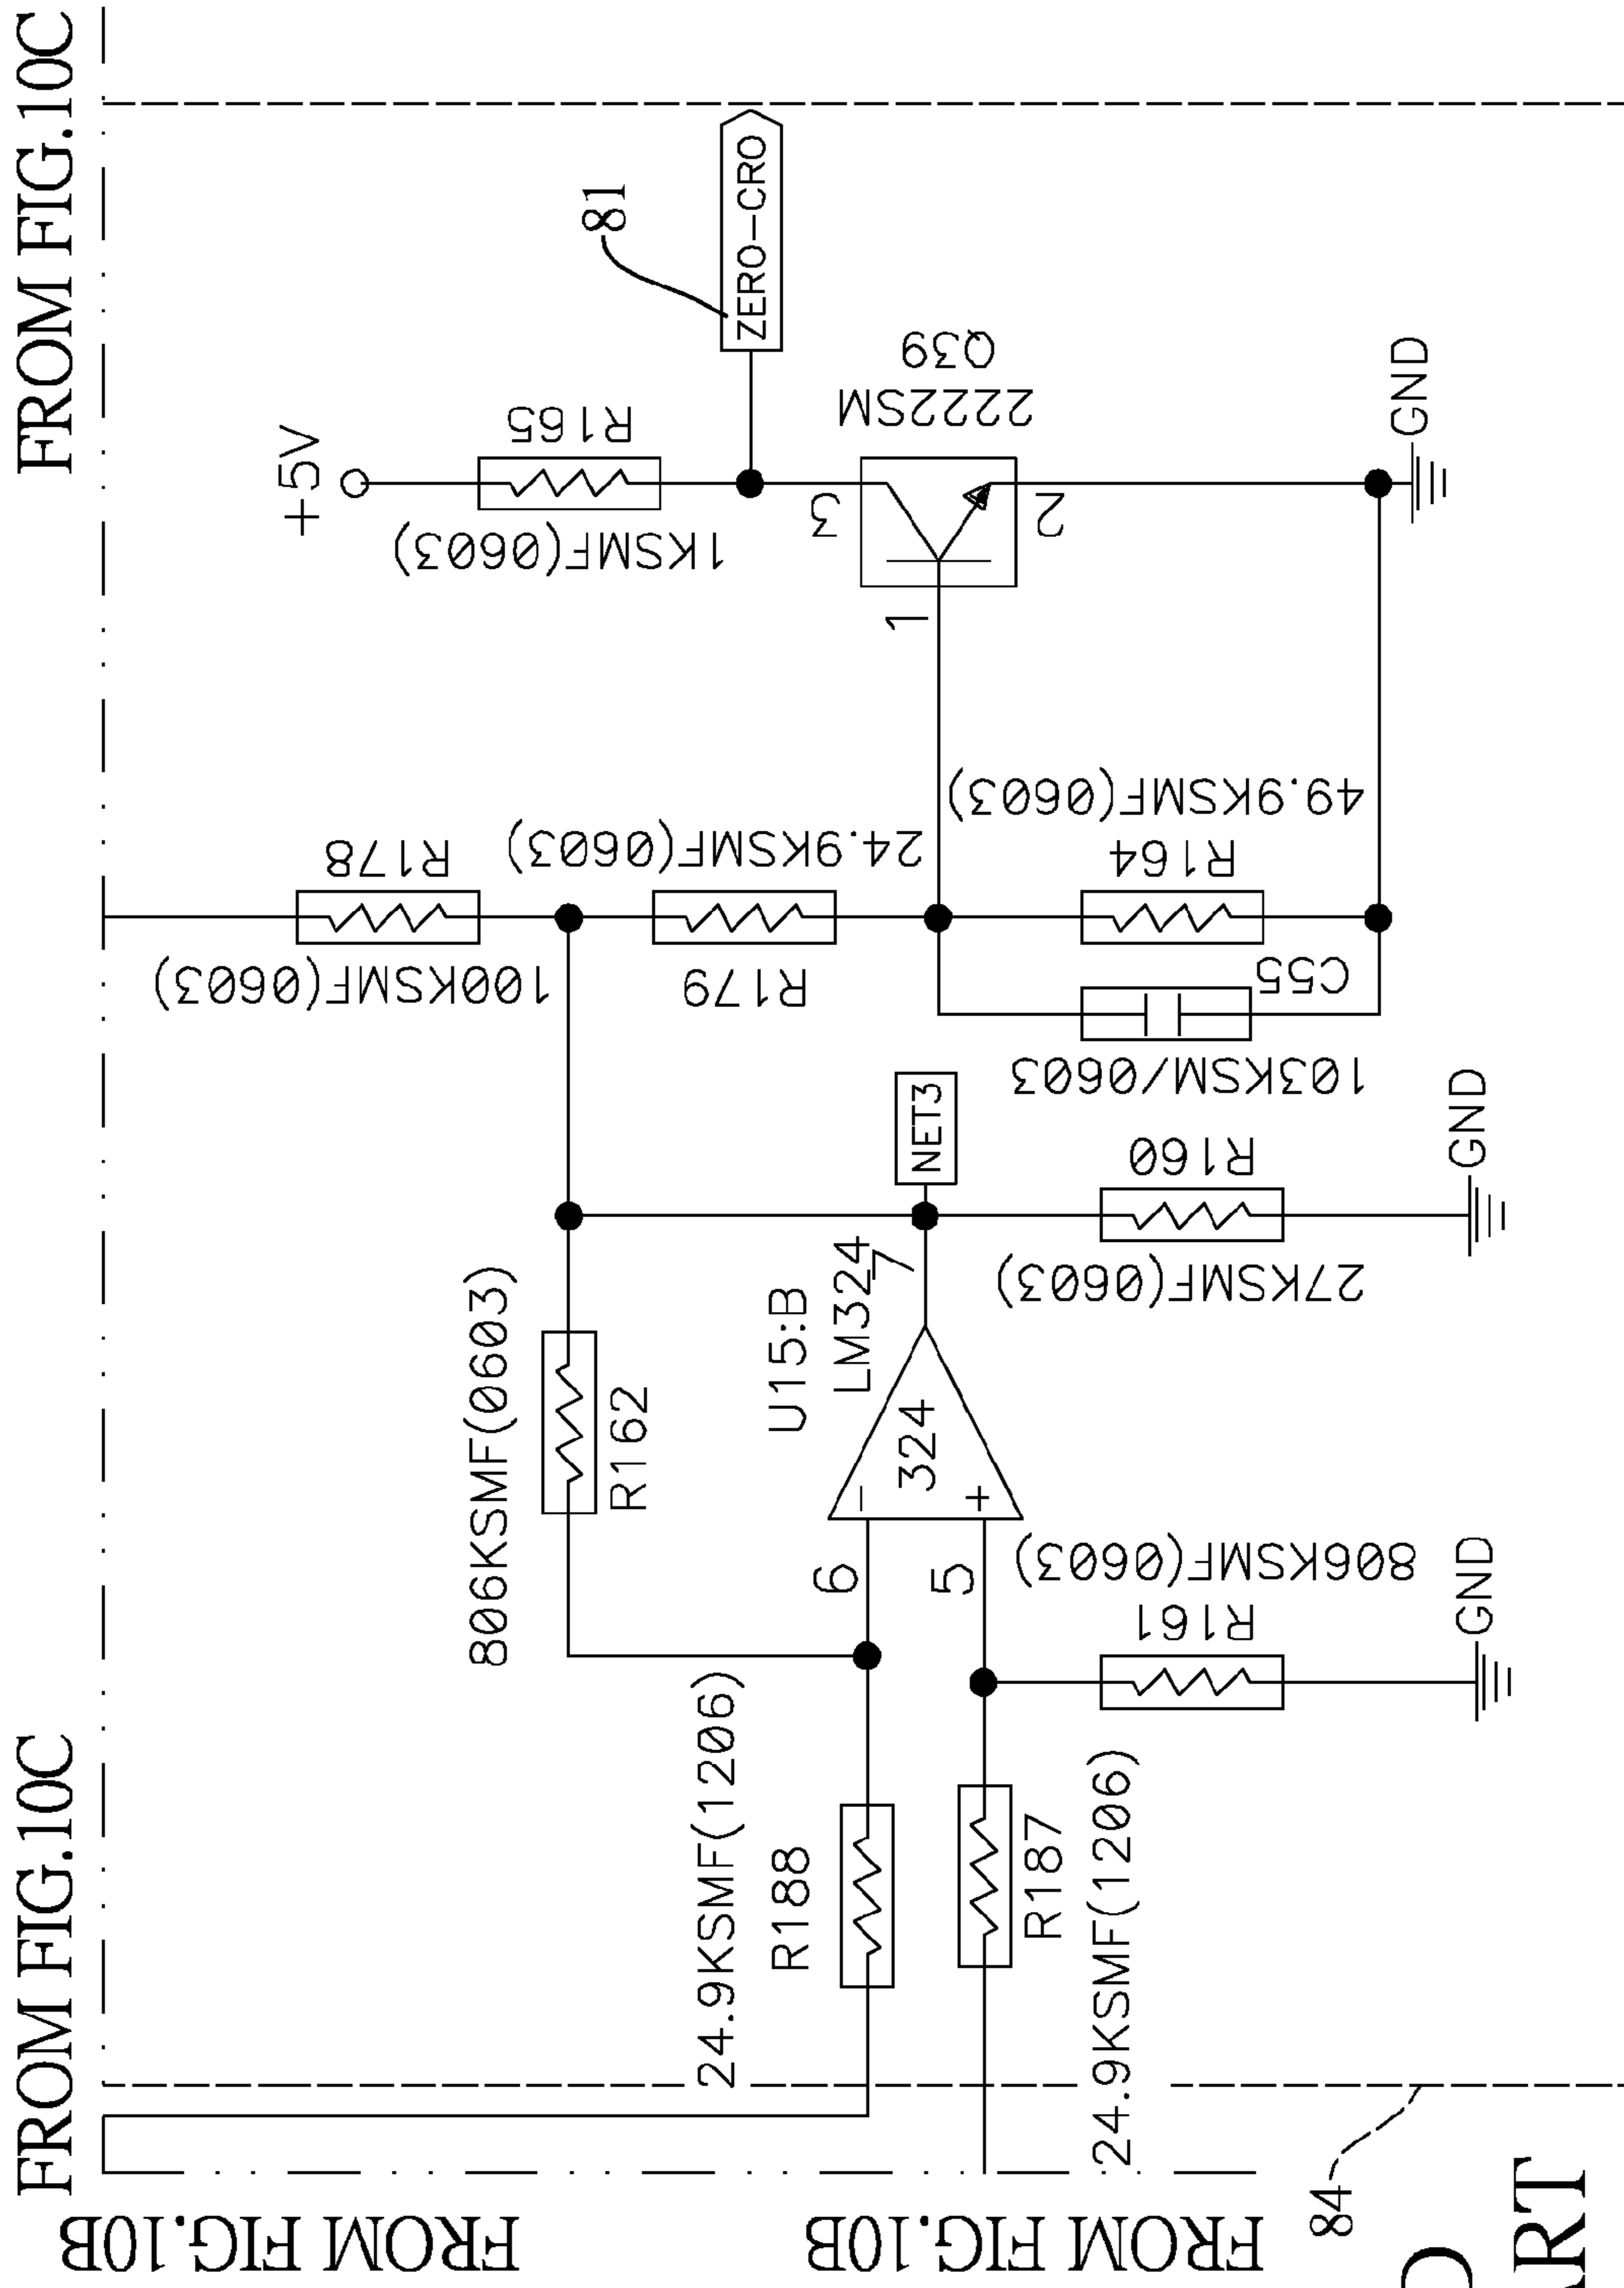 FROM FIG.10C
FROM FIG.10C
FROM FIG.10B
FROM FIG.10B
+5V
R165
1KSMF(0603)
ZERO-CRO
81
Q39
2222SM
3
2
1
GND
R178
100KSMF(0603)
24.9KSMF(0603)
R179
49.9KSMF(0603)
R164
C55
103KSM/0603
NET3
R160
27KSMF(0603)
GND
806KSMF(0603)
R162
U15:B
LM324
7
324
-
+
6
5
806KSMF(0603)
R161
GND
24.9KSMF(1206)
R188
R187
24.9KSMF(1206)
84